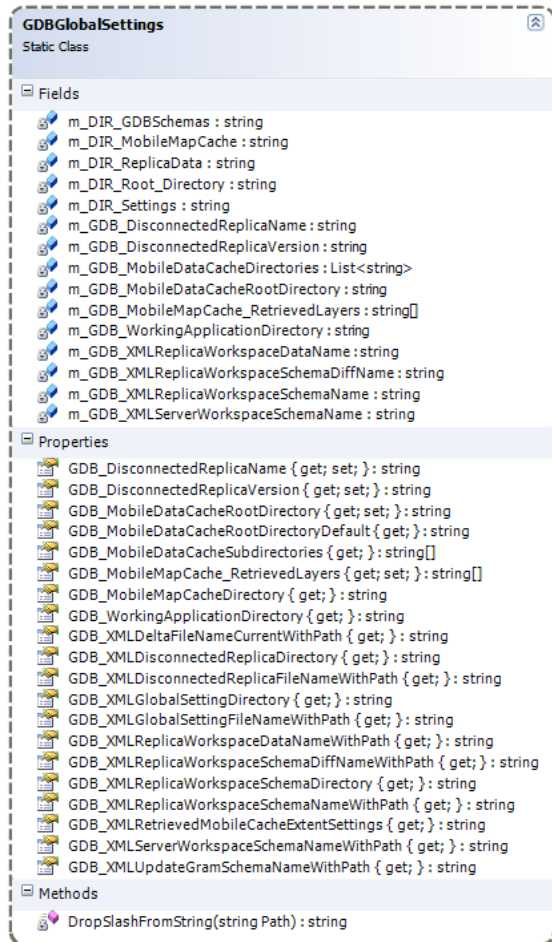 GDBGlobalSettings
Static Class
Fields
m_DIR_GDBSchemas : string
m_DIR_MobileMapCache : string
m_DIR_ReplicaData : string
m_DIR_Root_Directory : string
m_DIR_Settings : string
m_GDB_DisconnectedReplicaName : string
m_GDB_DisconnectedReplicaVersion : string
m_GDB_MobileDataCacheDirectories : List<string>
m_GDB_MobileDataCacheRootDirectory : string
m_GDB_MobileMapCache_RetrievedLayers : string[]
m_GDB_WorkingApplicationDirectory : string
m_GDB_XMLReplicaWorkspaceDataName : string
m_GDB_XMLReplicaWorkspaceSchemaDiffName : string
m_GDB_XMLReplicaWorkspaceSchemaName : string
m_GDB_XMLServerWorkspaceSchemaName : string
Properties
GDB_DisconnectedReplicaName { get; set; } : string
GDB_DisconnectedReplicaVersion { get; set; } : string
GDB_MobileDataCacheRootDirectory { get; set; } : string
GDB_MobileDataCacheRootDirectoryDefault { get; } : string
GDB_MobileDataCacheSubdirectories { get; } : string[]
GDB_MobileMapCache_RetrievedLayers { get; set; } : string[]
GDB_MobileMapCacheDirectory { get; } : string
GDB_WorkingApplicationDirectory { get; } : string
GDB_XMLDeltaFileNameCurrentWithPath { get; } : string
GDB_XMLDisconnectedReplicaDirectory { get; } : string
GDB_XMLDisconnectedReplicaFileNameWithPath { get; } : string
GDB_XMLGlobalSettingDirectory { get; } : string
GDB_XMLGlobalSettingFileNameWithPath { get; } : string
GDB_XMLReplicaWorkspaceDataNameWithPath { get; } : string
GDB_XMLReplicaWorkspaceSchemaDiffNameWithPath { get; } : string
GDB_XMLReplicaWorkspaceSchemaDirectory { get; } : string
GDB_XMLReplicaWorkspaceSchemaNameWithPath { get; } : string
GDB_XMLRetrievedMobileCacheExtentSettings { get; } : string
GDB_XMLServerWorkspaceSchemaNameWithPath { get; } : string
GDB_XMLUpdateGramSchemaNameWithPath { get; } : string
Methods
DropSlashFromString(string Path) : string